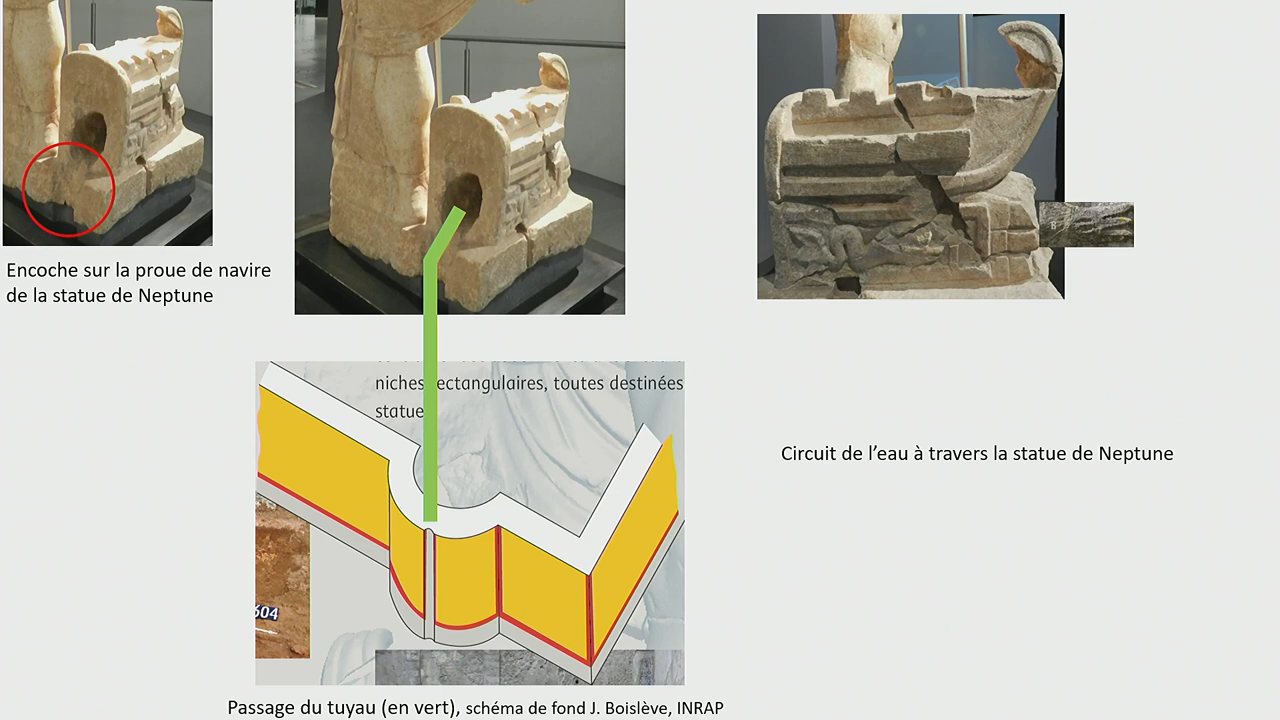 Encoche sur la proue de navire
de la statue de Neptune
niches rectangulaires, toutes destinées
statue
604
Circuit de l’eau à travers la statue de Neptune
Passage du tuyau (en vert), schéma de fond J. Boislève, INRAP